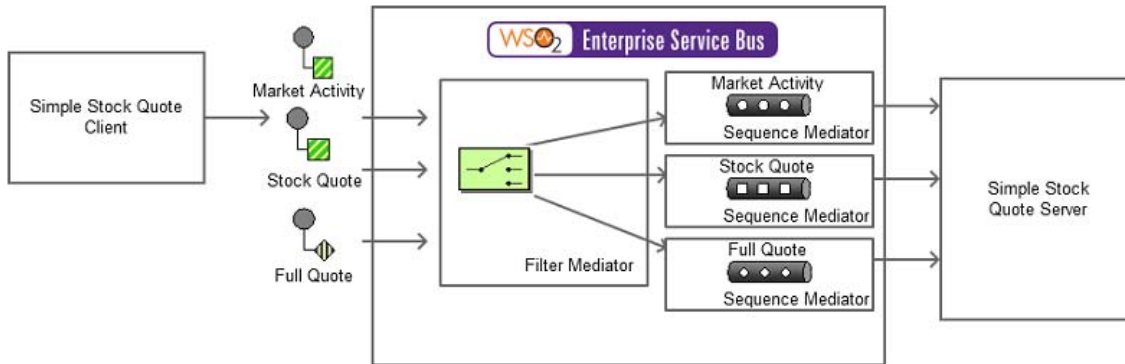 WSO2 Enterprise Service Bus
Simple Stock Quote
Client
Market Activity
Stock Quote
Full Quote
Filter Mediator
Market Activity
Sequence Mediator
Stock Quote
Sequence Mediator
Full Quote
Sequence Mediator
Simple Stock
Quote Server